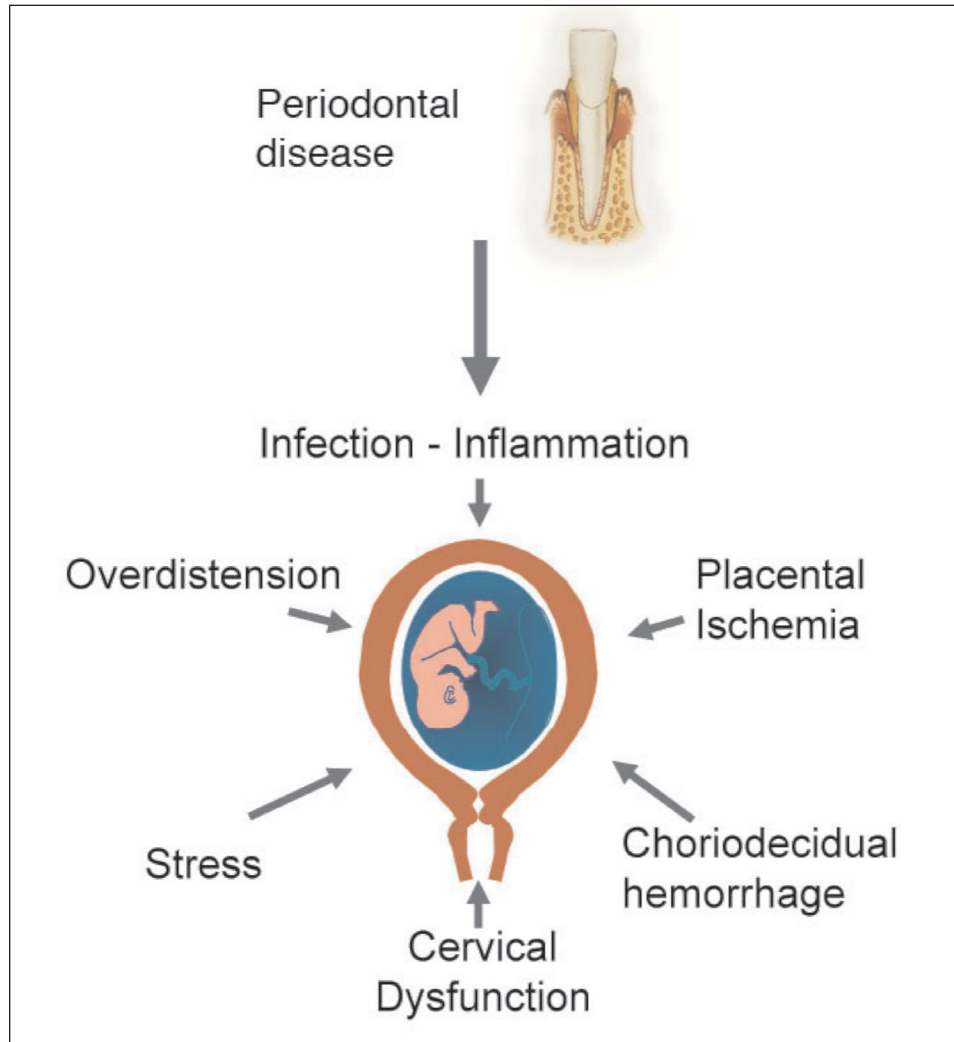 Periodontal
disease
Infection - Inflammation
Overdistension
Placental
Ischemia
Stress
Choriodecidual
hemorrhage
Cervical
Dysfunction